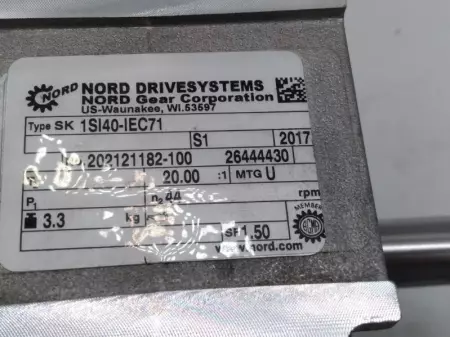 NORD
NORD DRIVESYSTEMS
NORD Gear Corporation
US-Waunakee, WI.53597
Type SK 1SI40-IEC71
S1 2017
202121182-100 26444430
20.00 :1 MTG U
P1 n2 44 rpm
3.3 kg
SF 1.50
www.nord.com
MEMBER
AGMA